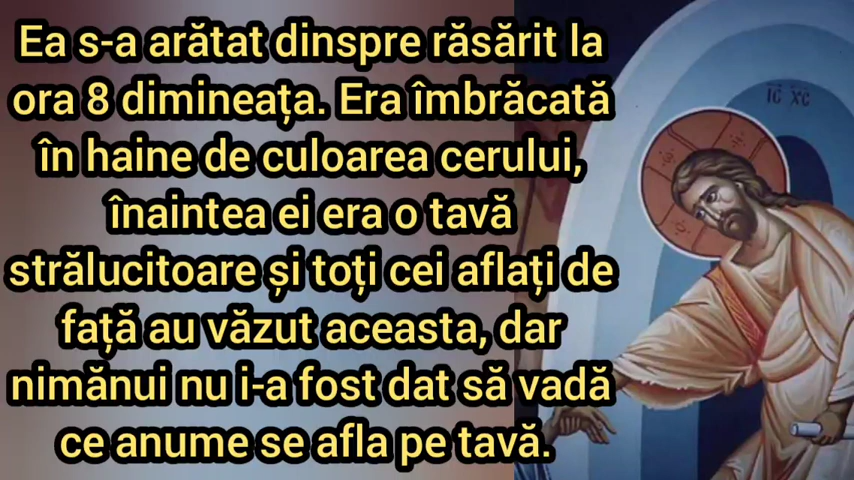 Ea s-a arătat dinspre răsărit la
ora 8 dimineața. Era îmbrăcată
în haine de culoarea cerului,
înaintea ei era o tavă
strălucitoare și toți cei aflați de
față au văzut aceasta, dar
nimănui nu i-a fost dat să vadă
ce anume se afla pe tavă.
IC XC